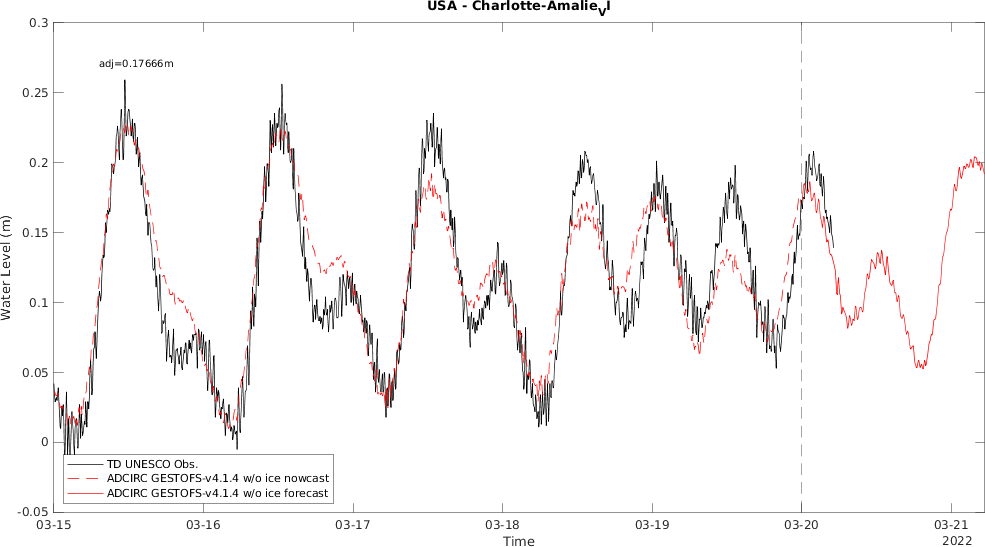 USA - Charlotte-AmalieVI
adj=0.17666m
0.3
0.25
0.2
0.15
0.1
0.05
0
-0.05
Water Level (m)
TD UNESCO Obs.
ADCIRC GESTOFS-v4.1.4 w/o ice nowcast
ADCIRC GESTOFS-v4.1.4 w/o ice forecast
03-15 03-16 03-17 03-18 03-19 03-20 03-21
Time
2022